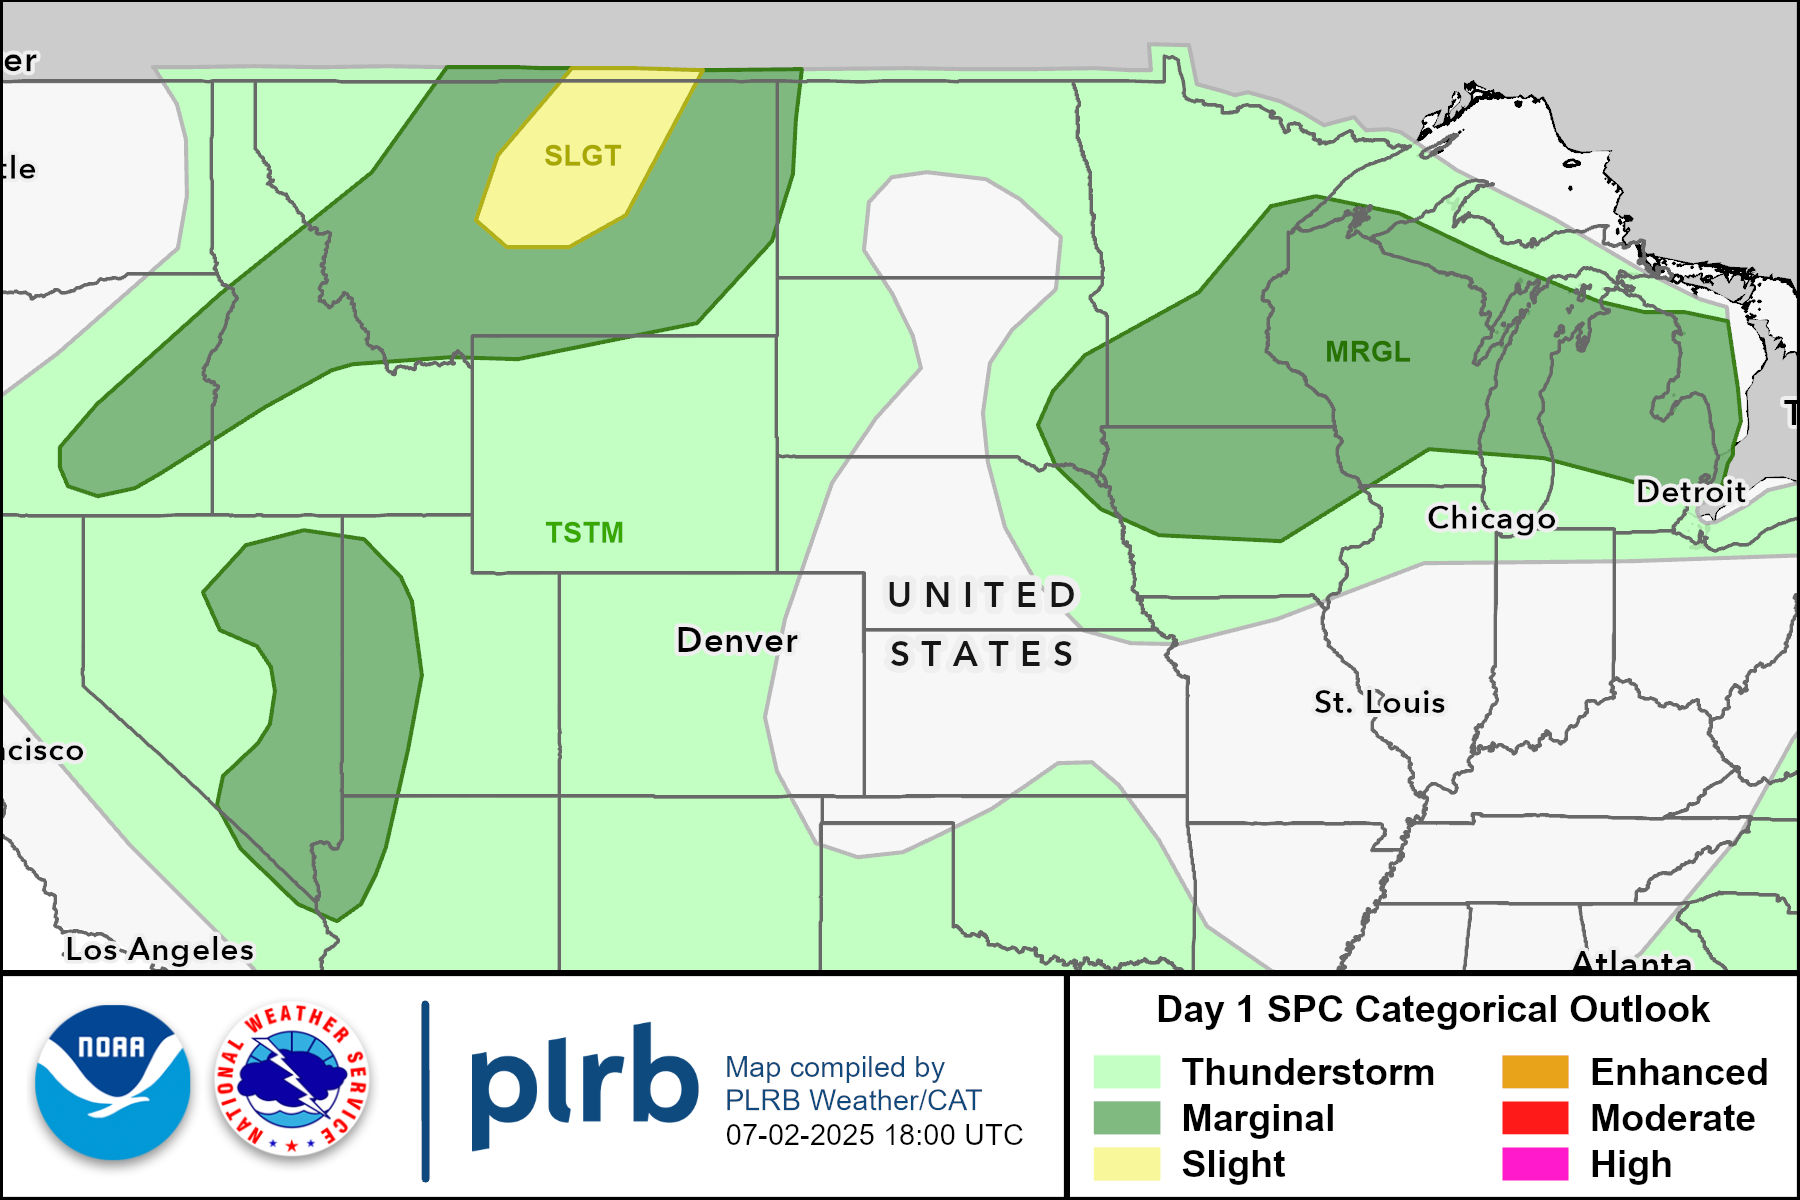 er
tle
SLGT
MRGL
T
Detroit
Chicago
TSTM
UNITED
STATES
Denver
St. Louis
cisco
Los Angeles
Atlanta
NOAA
NATIONAL WEATHER SERVICE
plrb
Map compiled by
PLRB Weather/CAT
07-02-2025 18:00 UTC
Day 1 SPC Categorical Outlook
Thunderstorm
Marginal
Slight
Enhanced
Moderate
High